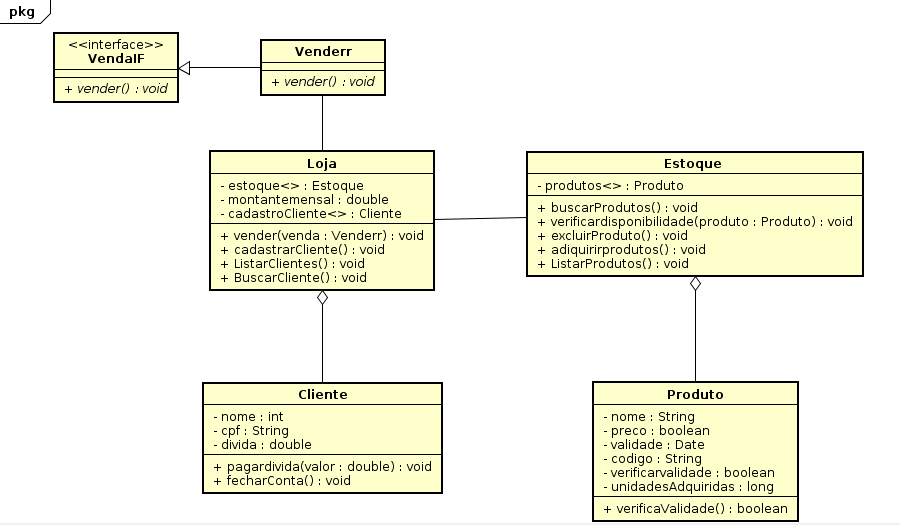 pkg
<<interface>>
VendaIF
+ vender() : void
Venderr
+ vender() : void
Loja
- estoque<> : Estoque
- montantemensal : double
- cadastroCliente<> : Cliente
+ vender(venda : Venderr) : void
+ cadastrarCliente() : void
+ ListarClientes() : void
+ BuscarCliente() : void
Estoque
- produtos<> : Produto
+ buscarProdutos() : void
+ verificardisponibilidade(produto : Produto) : void
+ excluirProduto() : void
+ adiquirirprodutos() : void
+ ListarProdutos() : void
Cliente
- nome : int
- cpf : String
- divida : double
+ pagardivida(valor : double) : void
+ fecharConta() : void
Produto
- nome : String
- preco : boolean
- validade : Date
- codigo : String
- verificarvalidade : boolean
- unidadesAdquiridas : long
+ verificaValidade() : boolean